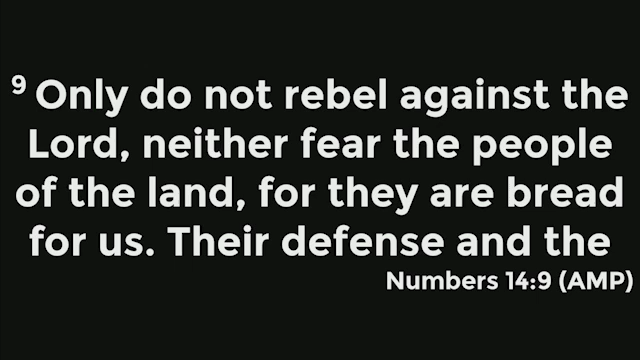 9 Only do not rebel against the
Lord, neither fear the people
of the land, for they are bread
for us. Their defense and the
Numbers 14:9 (AMP)